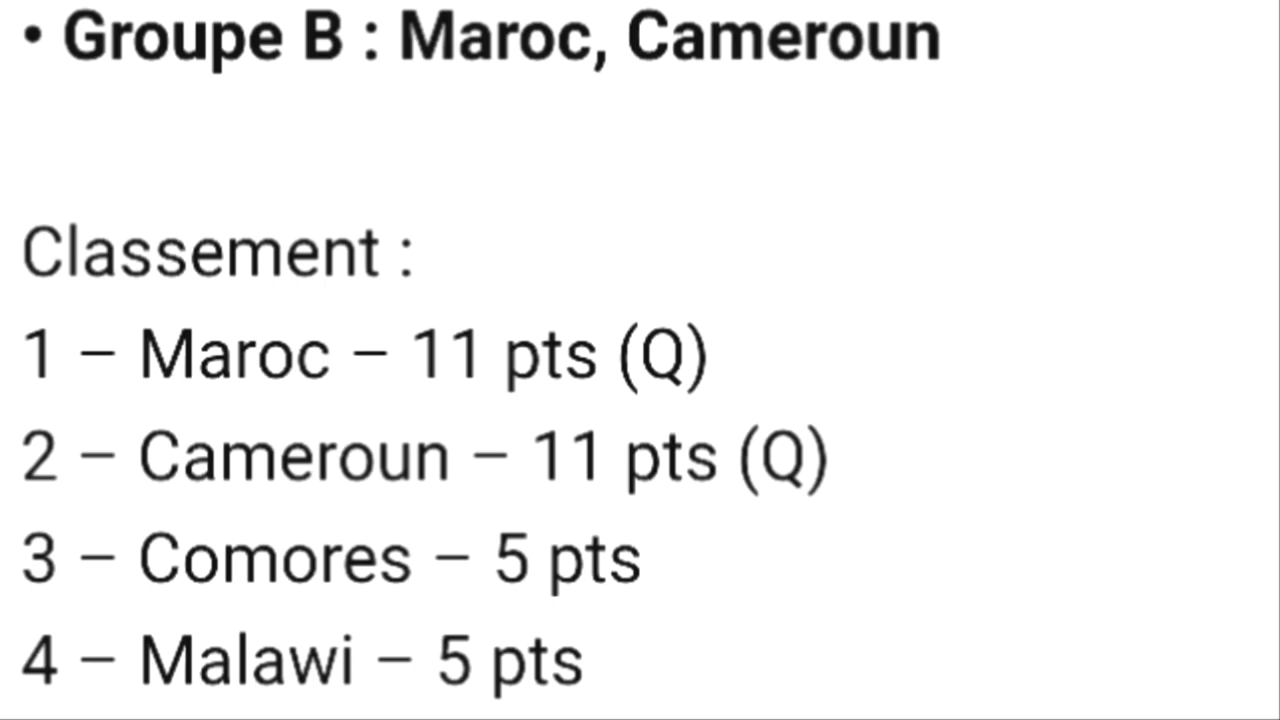 • Groupe B : Maroc, Cameroun
Classement :
1 – Maroc – 11 pts (Q)
2 – Cameroun – 11 pts (Q)
3 – Comores – 5 pts
4 – Malawi – 5 pts